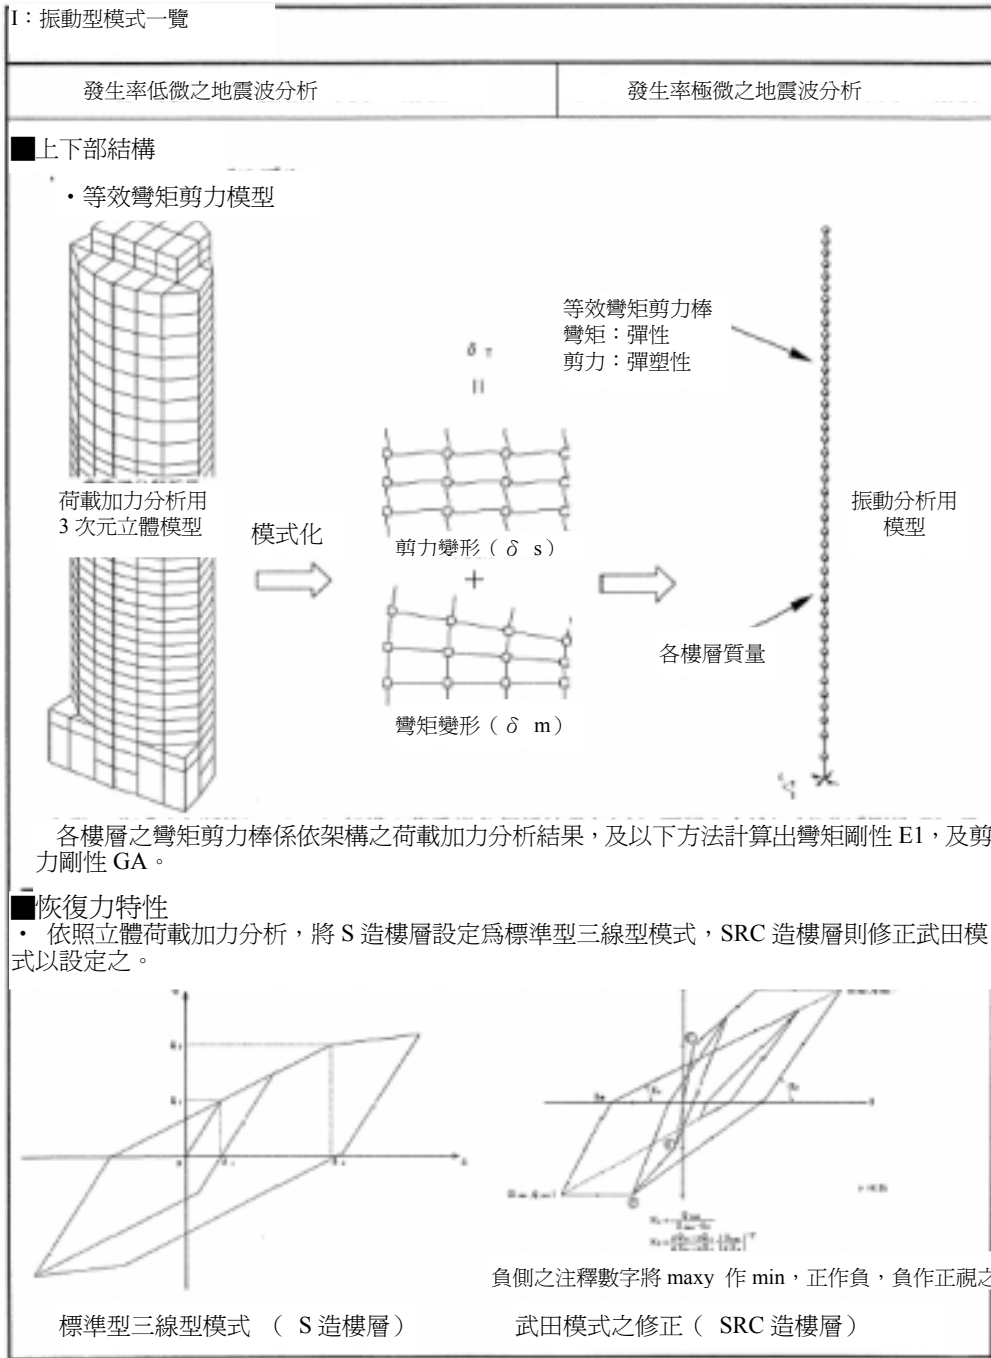 I：振動型模式一覽
發生率低微之地震波分析
發生率極微之地震波分析
■上下部結構
・等效彎矩剪力模型
等效彎矩剪力棒
彎矩：彈性
剪力：彈塑性
δ T
荷載加力分析用
3 次元立體模型
模式化
剪力變形（δ s）
+
彎矩變形（δ m）
振動分析用
模型
各樓層質量
各樓層之彎矩剪力棒係依架構之荷載加力分析結果，及以下方法計算出彎矩剛性 E1，及剪
力剛性 GA。
■恢復力特性
・ 依照立體荷載加力分析，將 S 造樓層設定爲標準型三線型模式，SRC 造樓層則修正武田模
式以設定之。
負側之注釋數字將 maxy 作 min，正作負，負作正視之
標準型三線型模式 （ S 造樓層）
武田模式之修正（ SRC 造樓層）